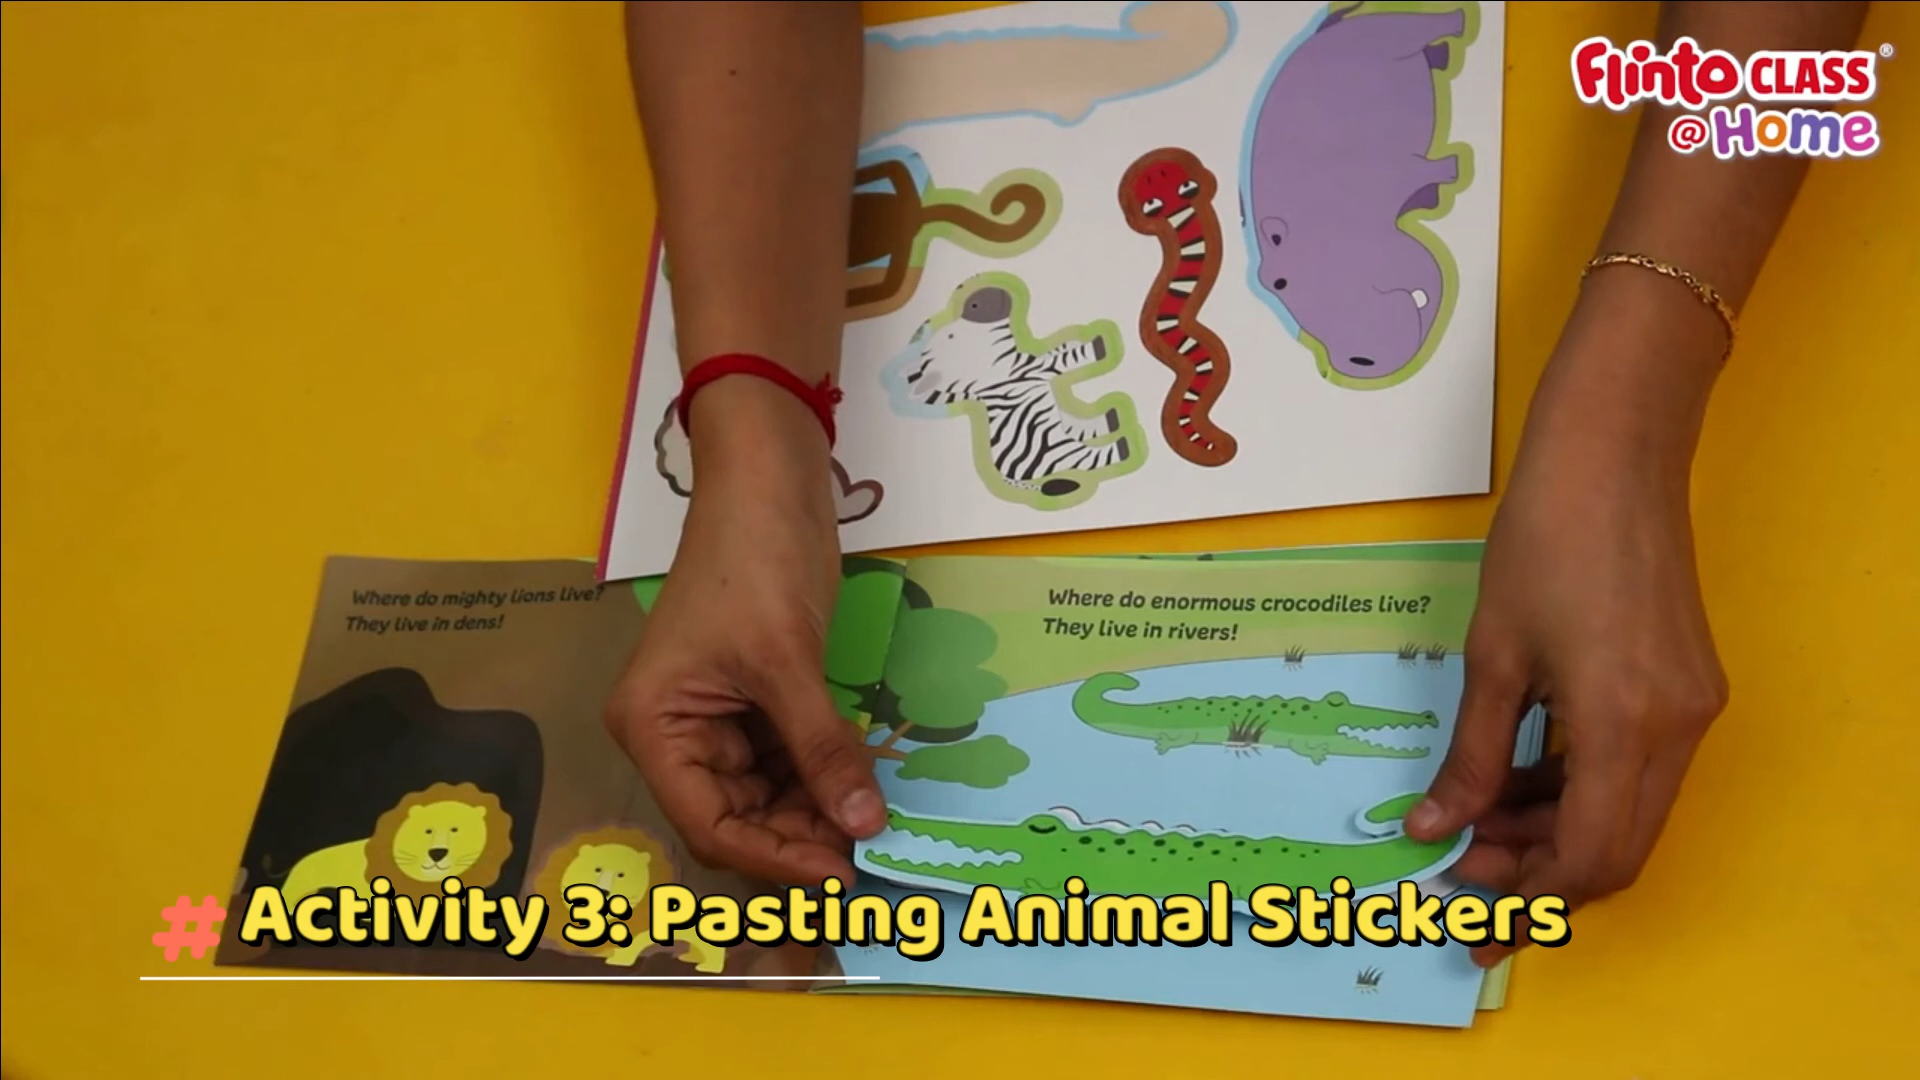 Flinto CLASS®
@Home
Where do mighty lions live?
They live in dens!
Where do enormous crocodiles live?
They live in rivers!
# Activity 3: Pasting Animal Stickers